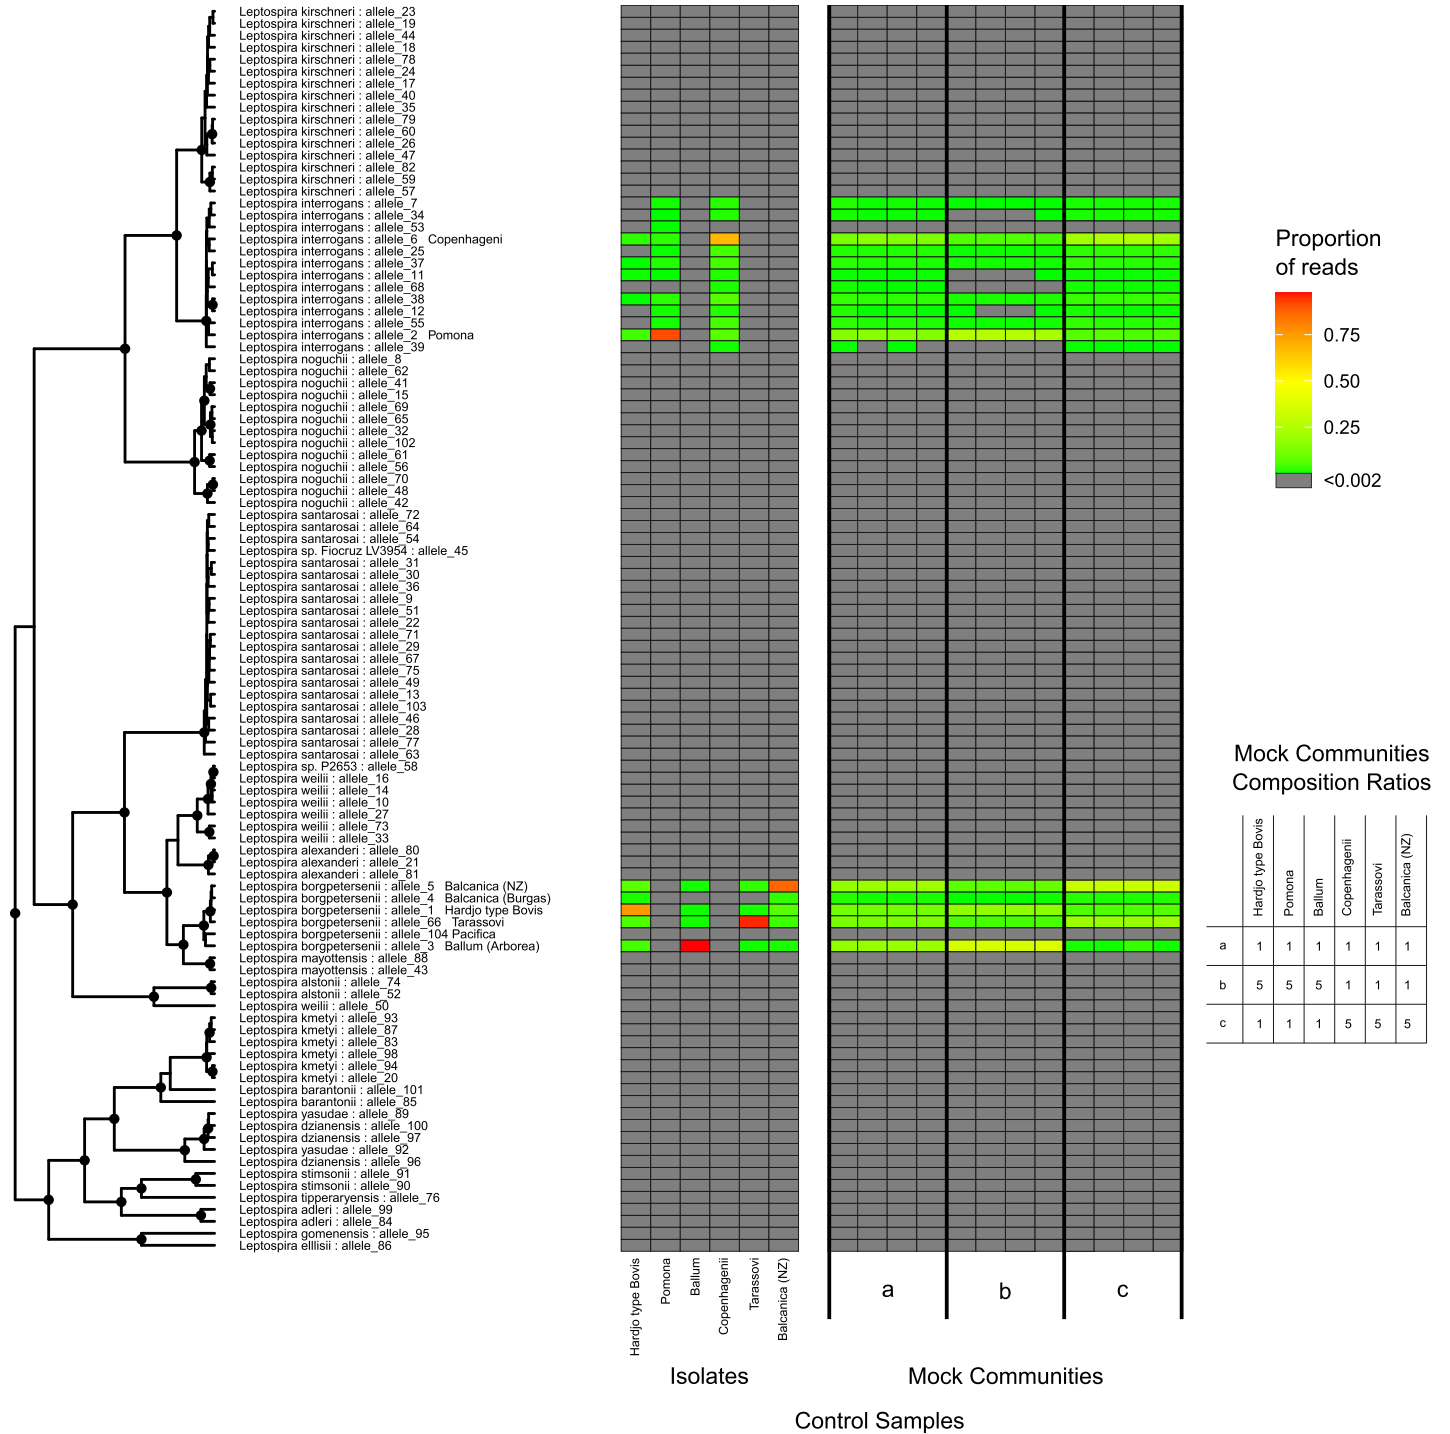 Leptospira kirschneri : allele_23
Leptospira kirschneri : allele_19
Leptospira kirschneri : allele_44
Leptospira kirschneri : allele_18
Leptospira kirschneri : allele_78
Leptospira kirschneri : allele_24
Leptospira kirschneri : allele_17
Leptospira kirschneri : allele_40
Leptospira kirschneri : allele_35
Leptospira kirschneri : allele_79
Leptospira kirschneri : allele_60
Leptospira kirschneri : allele_26
Leptospira kirschneri : allele_47
Leptospira kirschneri : allele_82
Leptospira kirschneri : allele_59
Leptospira kirschneri : allele_57
Leptospira interrogans : allele_7
Leptospira interrogans : allele_34
Leptospira interrogans : allele_53
Leptospira interrogans : allele_6 Copenhageni
Leptospira interrogans : allele_25
Leptospira interrogans : allele_37
Leptospira interrogans : allele_11
Leptospira interrogans : allele_68
Leptospira interrogans : allele_38
Leptospira interrogans : allele_12
Leptospira interrogans : allele_55
Leptospira interrogans : allele_2 Pomona
Leptospira interrogans : allele_39
Leptospira noguchii : allele_8
Leptospira noguchii : allele_62
Leptospira noguchii : allele_41
Leptospira noguchii : allele_15
Leptospira noguchii : allele_69
Leptospira noguchii : allele_65
Leptospira noguchii : allele_32
Leptospira noguchii : allele_102
Leptospira noguchii : allele_61
Leptospira noguchii : allele_56
Leptospira noguchii : allele_70
Leptospira noguchii : allele_48
Leptospira noguchii : allele_42
Leptospira santarosai : allele_72
Leptospira santarosai : allele_64
Leptospira santarosai : allele_54
Leptospira sp. Fiocruz LV3954 : allele_45
Leptospira santarosai : allele_31
Leptospira santarosai : allele_30
Leptospira santarosai : allele_36
Leptospira santarosai : allele_9
Leptospira santarosai : allele_51
Leptospira santarosai : allele_22
Leptospira santarosai : allele_71
Leptospira santarosai : allele_29
Leptospira santarosai : allele_67
Leptospira santarosai : allele_75
Leptospira santarosai : allele_49
Leptospira santarosai : allele_13
Leptospira santarosai : allele_103
Leptospira santarosai : allele_46
Leptospira santarosai : allele_28
Leptospira santarosai : allele_77
Leptospira santarosai : allele_63
Leptospira sp. P2653 : allele_58
Leptospira weilii : allele_16
Leptospira weilii : allele_14
Leptospira weilii : allele_10
Leptospira weilii : allele_27
Leptospira weilii : allele_73
Leptospira weilii : allele_33
Leptospira alexanderi : allele_80
Leptospira alexanderi : allele_21
Leptospira alexanderi : allele_81
Leptospira borgpetersenii : allele_5 Balcanica (NZ)
Leptospira borgpetersenii : allele_4 Balcanica (Burgas)
Leptospira borgpetersenii : allele_1 Hardjo type Bovis
Leptospira borgpetersenii : allele_66 Tarassovi
Leptospira borgpetersenii : allele_104 Pacifica
Leptospira borgpetersenii : allele_3 Ballum (Arborea)
Leptospira mayottensis : allele_88
Leptospira mayottensis : allele_43
Leptospira alstonii : allele_74
Leptospira alstonii : allele_52
Leptospira weilii : allele_50
Leptospira kmetyi : allele_93
Leptospira kmetyi : allele_87
Leptospira kmetyi : allele_83
Leptospira kmetyi : allele_98
Leptospira kmetyi : allele_94
Leptospira kmetyi : allele_20
Leptospira barantonii : allele_101
Leptospira barantonii : allele_85
Leptospira yasudae : allele_89
Leptospira dzianensis : allele_100
Leptospira dzianensis : allele_97
Leptospira yasudae : allele_92
Leptospira dzianensis : allele_96
Leptospira stimsonii : allele_91
Leptospira stimsonii : allele_90
Leptospira tipperaryensis : allele_76
Leptospira adleri : allele_99
Leptospira adleri : allele_84
Leptospira gomenensis : allele_95
Leptospira elllisii : allele_86
Hardjo type Bovis
Pomona
Ballum
Copenhagenii
Tarassovi
Balcanica (NZ)
a b c
Isolates
Mock Communities
Control Samples
Proportion
of reads
0.75
0.50
0.25
<0.002
Mock Communities
Composition Ratios
Hardjo type Bovis
Pomona
Ballum
Copenhagenii
Tarassovi
Balcanica (NZ)
a 1 1 1 1 1 1
b 5 5 5 1 1 1
c 1 1 1 5 5 5